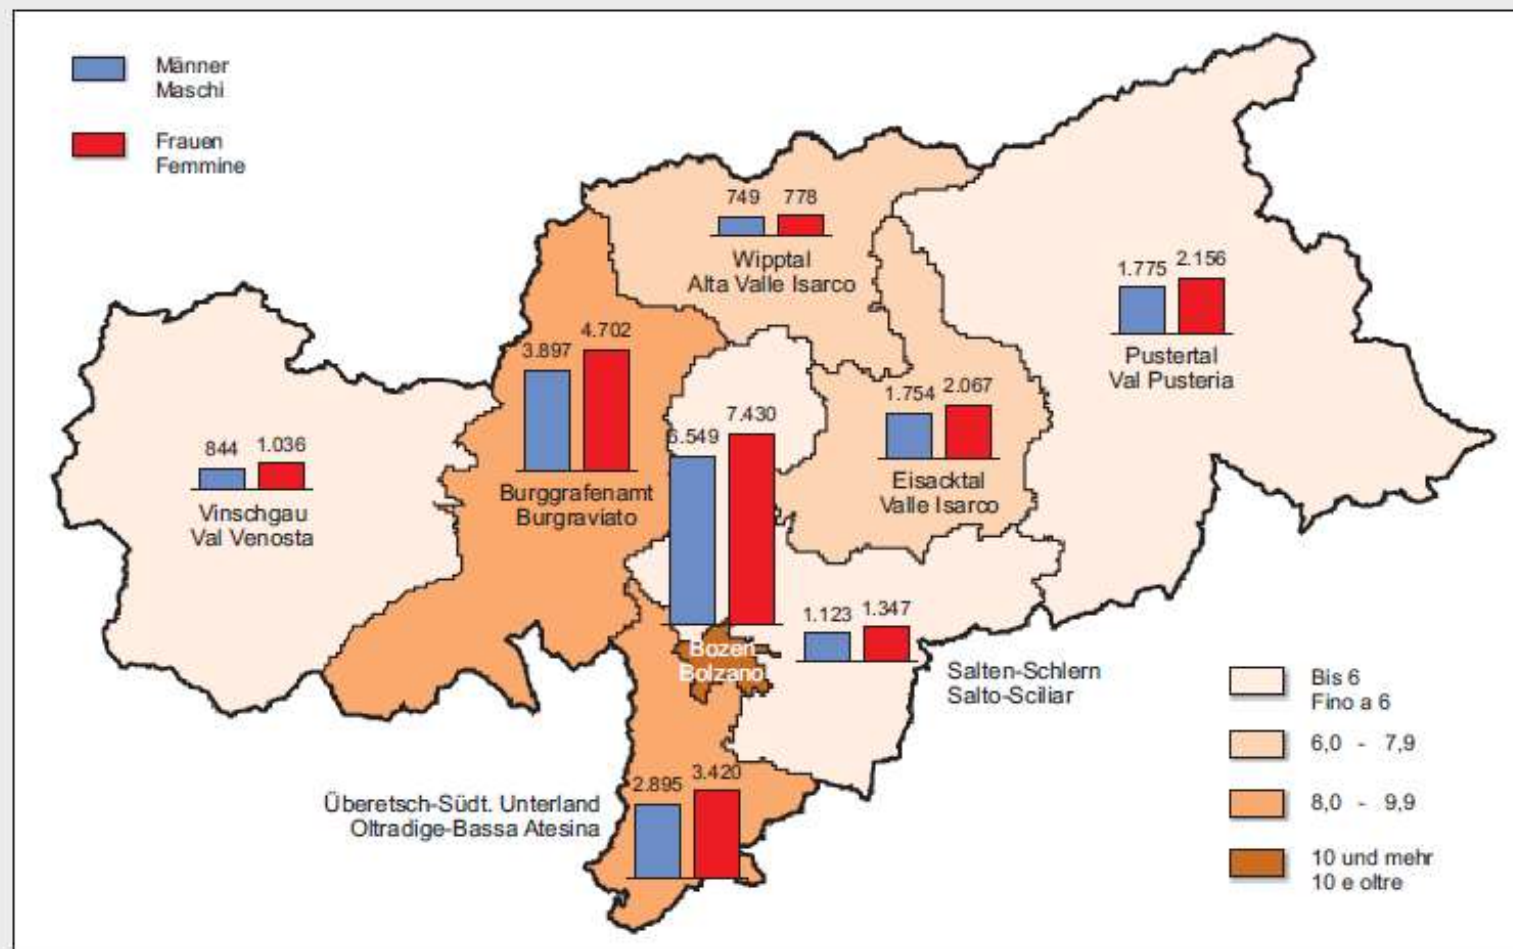 Männer
Maschi
Frauen
Femmine
749 778
Wipptal
Alta Valle Isarco
1.775 2.156
Pustertal
Val Pusteria
3.897 4.702
Burggrafenamt
Burgraviato
1.754 2.067
Eisacktal
Valle Isarco
844 1.036
Vinschgau
Val Venosta
6.549 7.430
Bozen
Bolzano
1.123 1.347
Salten-Schlern
Salto-Sciliar
2.895 3.420
Überetsch-Südt. Unterland
Oltradige-Bassa Atesina
Bis 6
Fino a 6
6,0 - 7,9
8,0 - 9,9
10 und mehr
10 e oltre